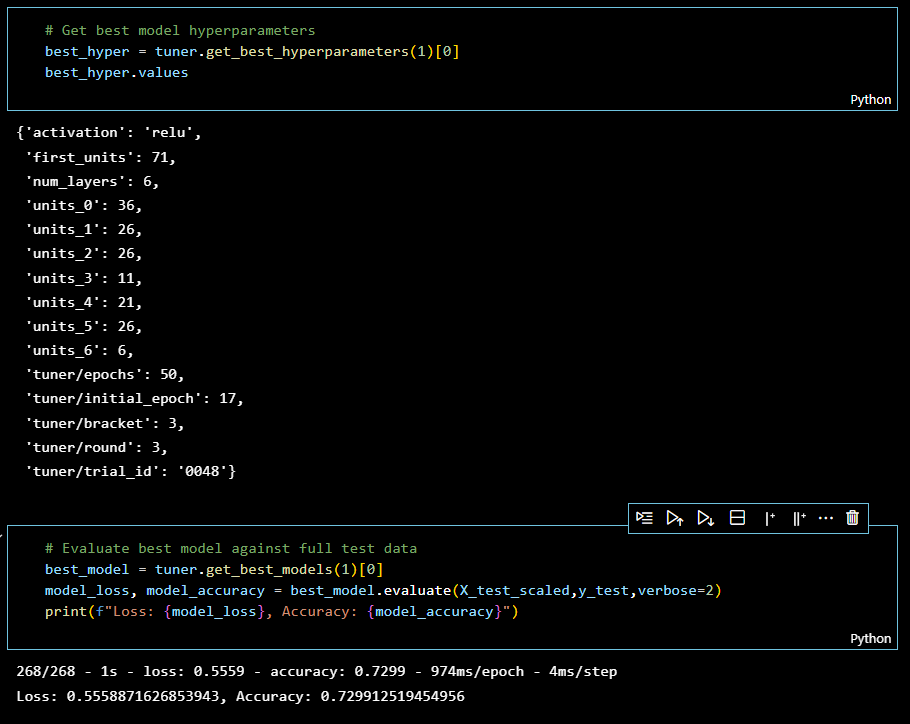 # Get best model hyperparameters
best_hyper = tuner.get_best_hyperparameters(1)[0]
best_hyper.values
Python
{'activation': 'relu',
'first_units': 71,
'num_layers': 6,
'units_0': 36,
'units_1': 26,
'units_2': 26,
'units_3': 11,
'units_4': 21,
'units_5': 26,
'units_6': 6,
'tuner/epochs': 50,
'tuner/initial_epoch': 17,
'tuner/bracket': 3,
'tuner/round': 3,
'tuner/trial_id': '0048'}
# Evaluate best model against full test data
best_model = tuner.get_best_models(1)[0]
model_loss, model_accuracy = best_model.evaluate(X_test_scaled,y_test,verbose=2)
print(f"Loss: {model_loss}, Accuracy: {model_accuracy}")
Python
268/268 - 1s - loss: 0.5559 - accuracy: 0.7299 - 974ms/epoch - 4ms/step
Loss: 0.5558871626853943, Accuracy: 0.729912519454956